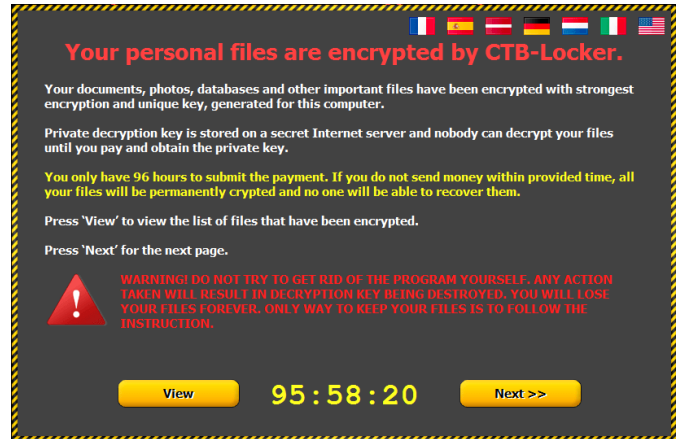 Your personal files are encrypted by CTB-Locker.
Your documents, photos, databases and other important files have been encrypted with strongest
encryption and unique key, generated for this computer.
Private decryption key is stored on a secret Internet server and nobody can decrypt your files
until you pay and obtain the private key.
You only have 96 hours to submit the payment. If you do not send money within provided time, all
your files will be permanently crypted and no one will be able to recover them.
Press 'View' to view the list of files that have been encrypted.
Press 'Next' for the next page.
WARNING! DO NOT TRY TO GET RID OF THE PROGRAM YOURSELF. ANY ACTION
TAKEN WILL RESULT IN DECRYPTION KEY BEING DESTROYED. YOU WILL LOSE
YOUR FILES FOREVER. ONLY WAY TO KEEP YOUR FILES IS TO FOLLOW THE
INSTRUCTION.
View
95:58:20
Next >>